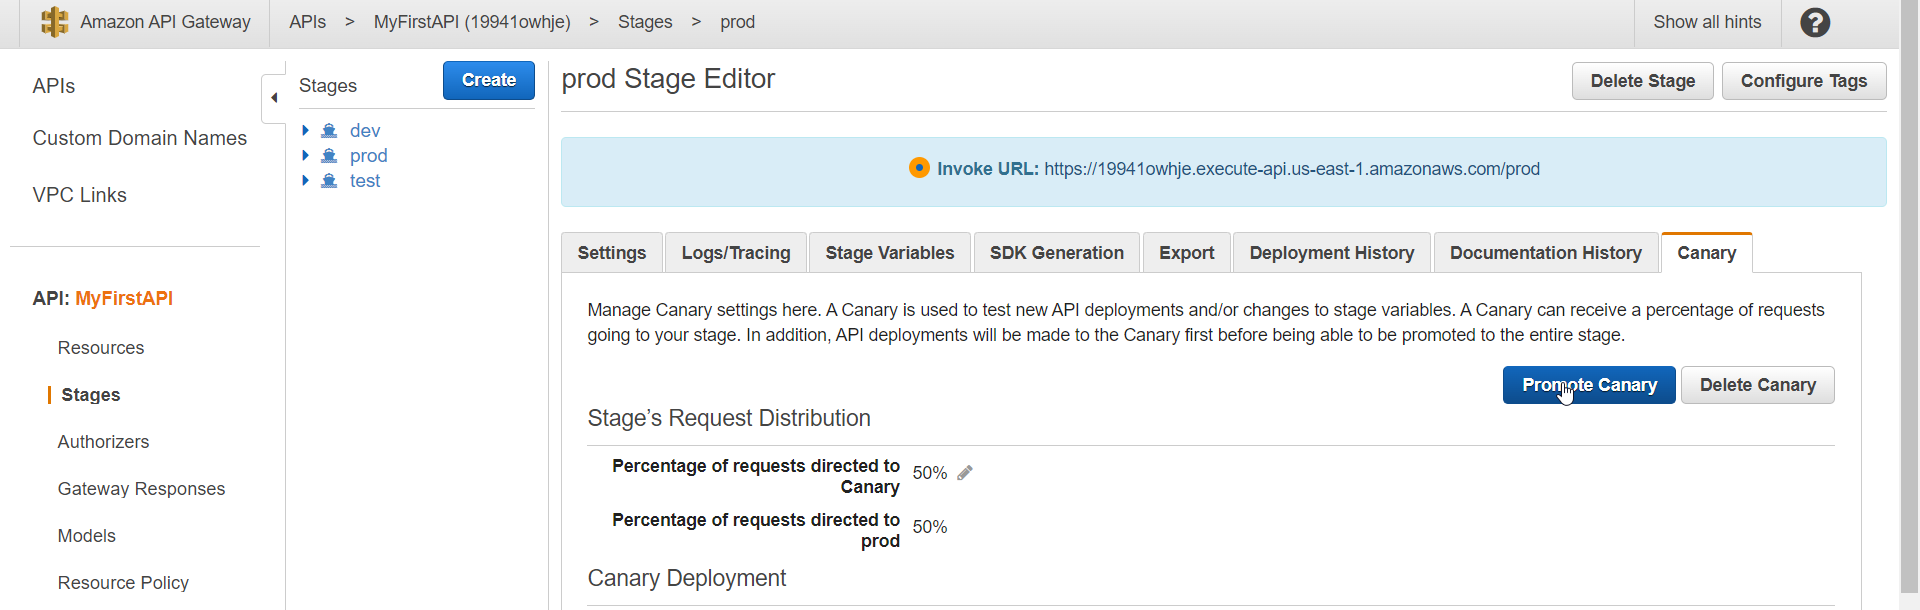 Amazon API Gateway
APIs > MyFirstAPI (19941owhje) > Stages > prod
Show all hints
?
APIs
Custom Domain Names
VPC Links
API: MyFirstAPI
Resources
Stages
Authorizers
Gateway Responses
Models
Resource Policy
Stages
Create
dev
prod
test
prod Stage Editor
Delete Stage
Configure Tags
Invoke URL: https://19941owhje.execute-api.us-east-1.amazonaws.com/prod
Settings
Logs/Tracing
Stage Variables
SDK Generation
Export
Deployment History
Documentation History
Canary
Manage Canary settings here. A Canary is used to test new API deployments and/or changes to stage variables. A Canary can receive a percentage of requests
going to your stage. In addition, API deployments will be made to the Canary first before being able to be promoted to the entire stage.
Promote Canary
Delete Canary
Stage's Request Distribution
Percentage of requests directed to
Canary
50%
Percentage of requests directed to
prod
50%
Canary Deployment